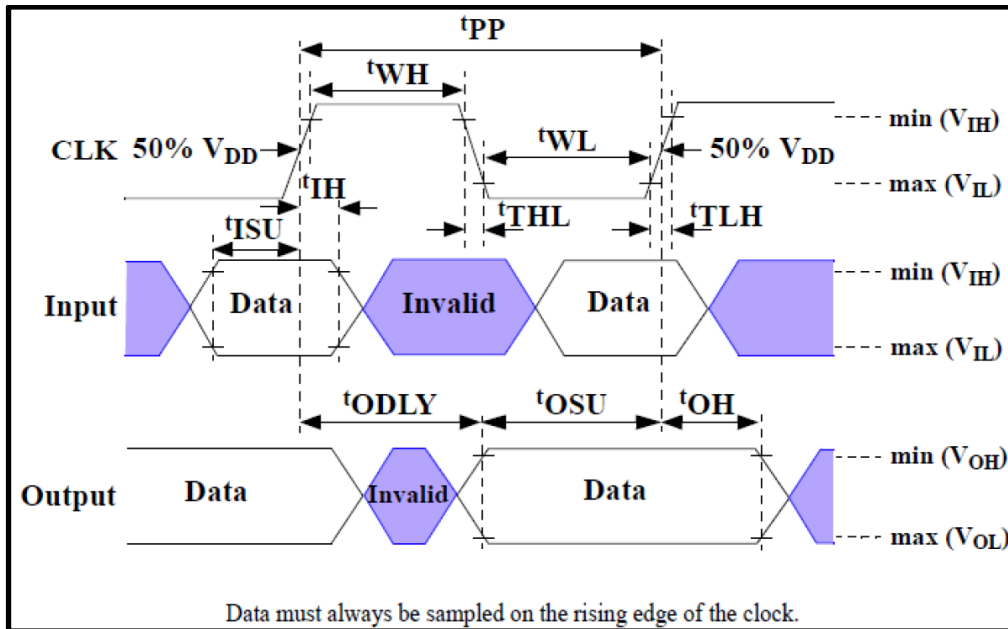 tPP
tWH
min (VIH)
CLK 50% VDD
tWL
50% VDD
max (VIL)
tIH
tTHL
tTLH
tISU
Input
Data
Invalid
Data
min (VIH)
max (VIL)
tODLY
tOSU
tOH
Output
Data
Invalid
Data
min (VOH)
max (VOL)
Data must always be sampled on the rising edge of the clock.